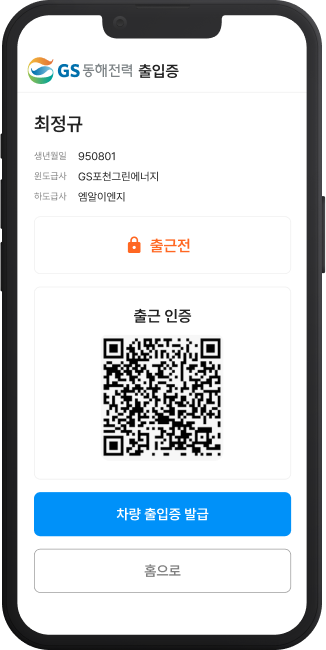 GS 동해전력 출입증
최정규
생년월일 950801
원도급사 GS포천그린에너지
하도급사 엠알이엔지
출근전
출근 인증
차량 출입증 발급
홈으로